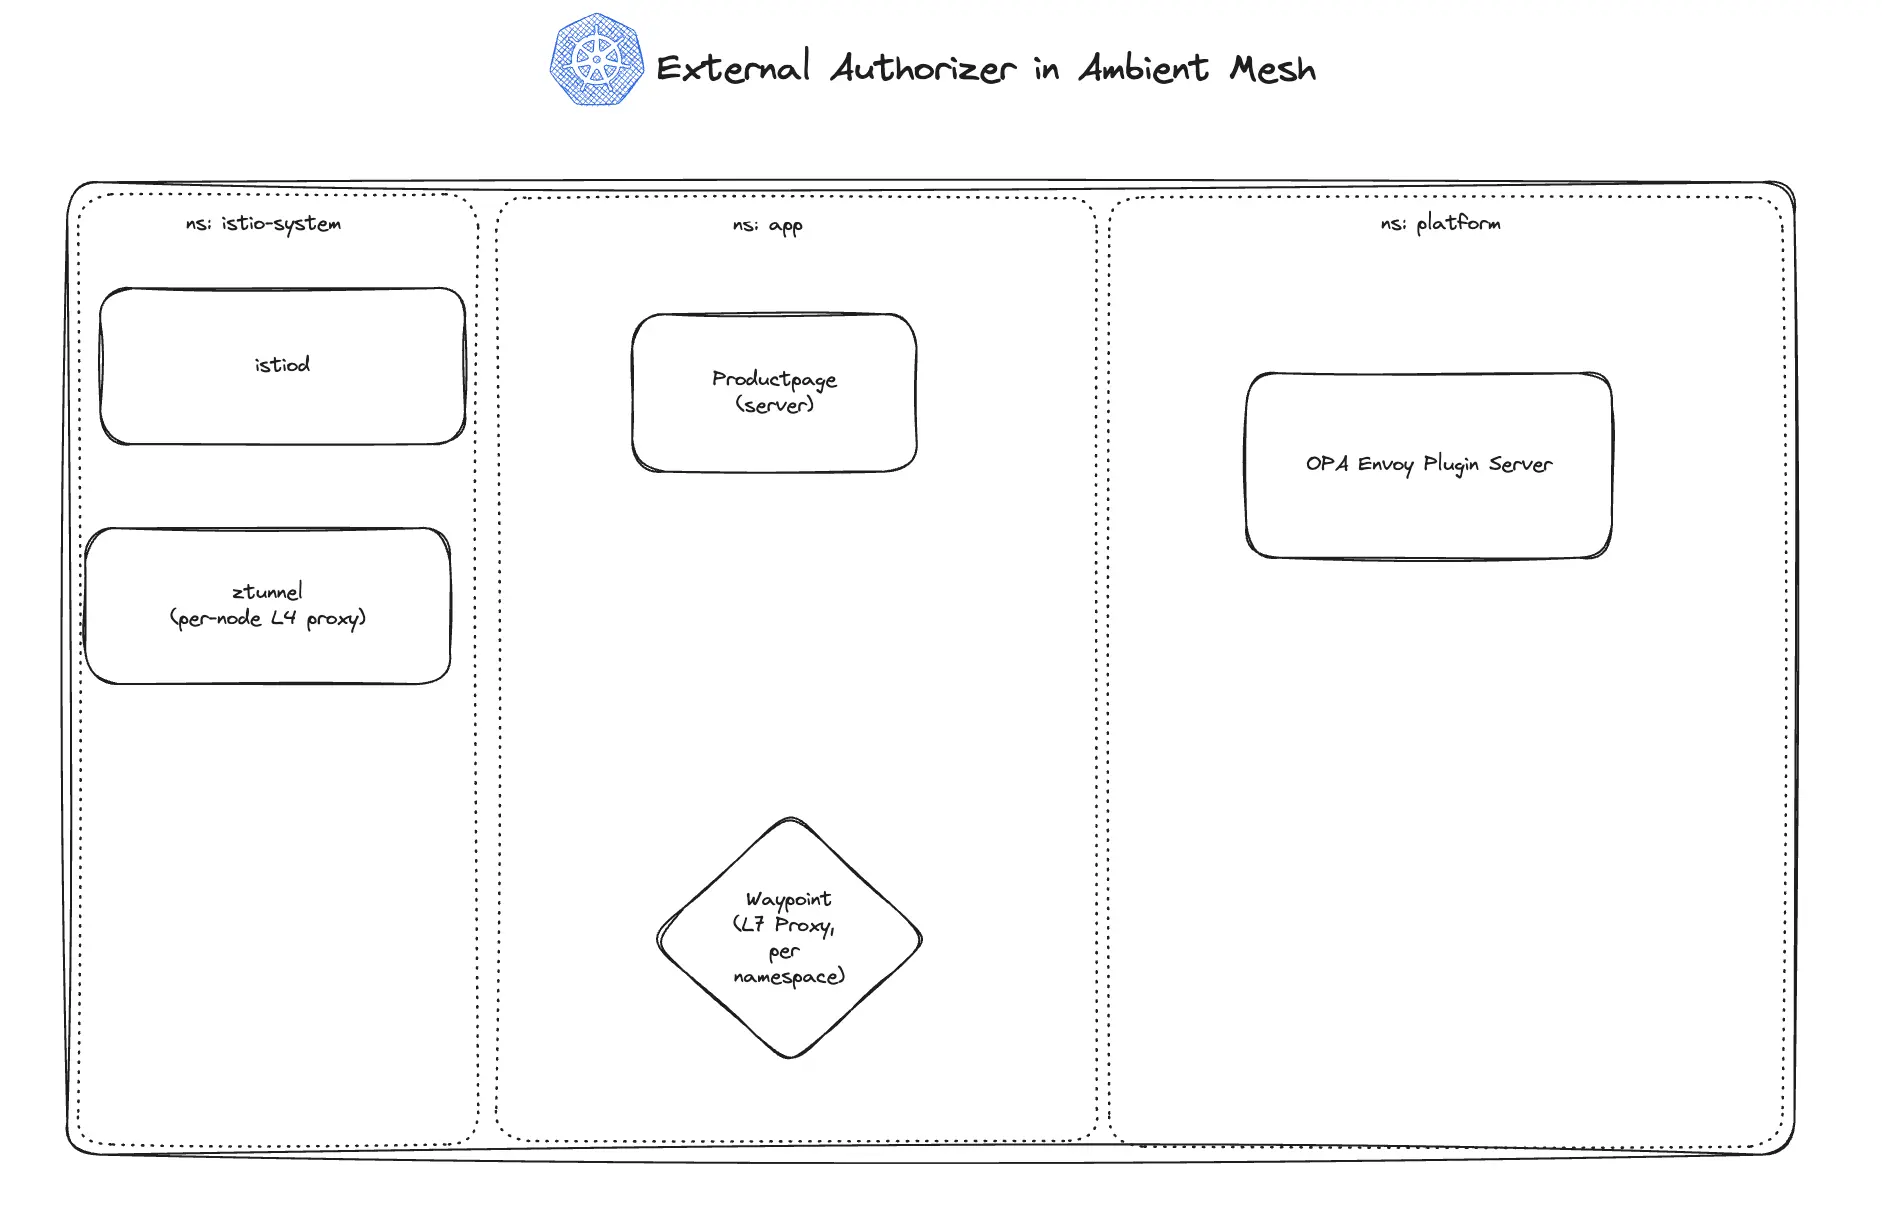 External Authorizer in Ambient Mesh
ns: istio-system
istiod
ztunnel
(per-node L4 proxy)
ns: app
Productpage
(server)
Waypoint
(L7 Proxy,
per
namespace)
ns: platform
OPA Envoy Plugin Server